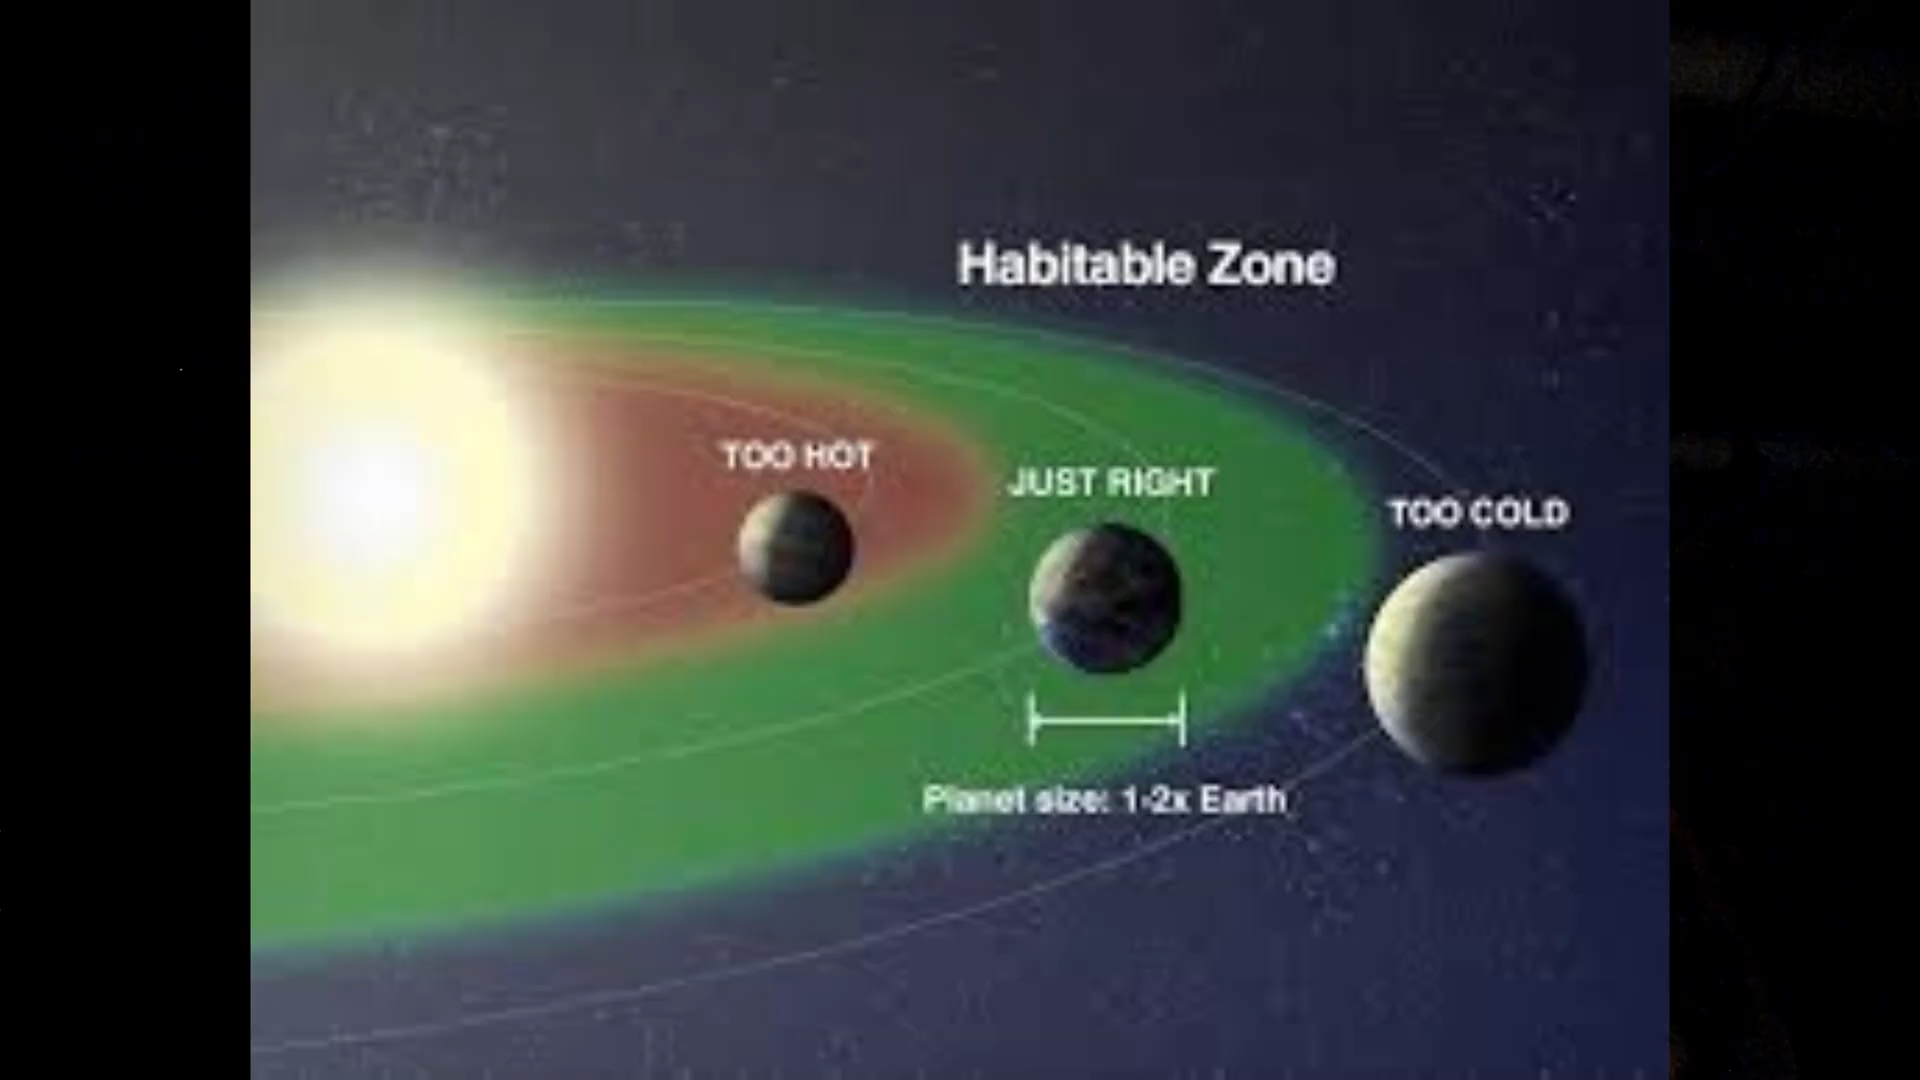 Habitable Zone
TOO HOT
JUST RIGHT
TOO COLD
Planet size: 1-2x Earth